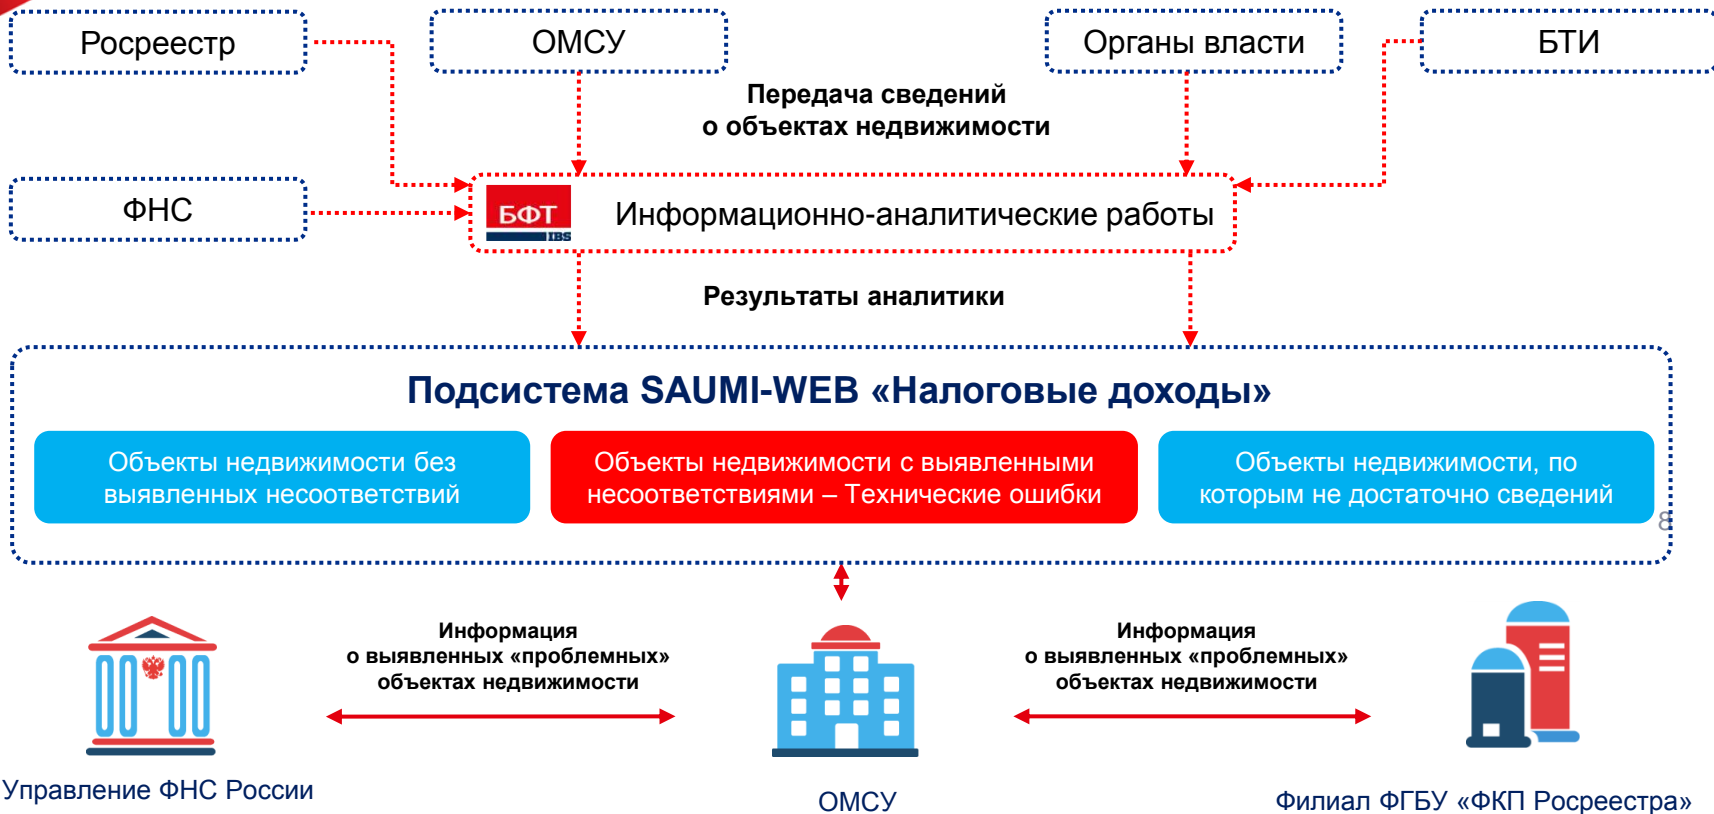 Росреестр
ОМСУ
Органы власти
БТИ
Передача сведений
о объектах недвижимости
ФНС
БФТ
IBS
Информационно-аналитические работы
Результаты аналитики
Подсистема SAUMI-WEB «Налоговые доходы»
Объекты недвижимости без
выявленных несоответствий
Объекты недвижимости с выявленными
несоответствиями – Технические ошибки
Объекты недвижимости, по
которым не достаточно сведений
8
Информация
о выявленных «проблемных»
объектах недвижимости
Информация
о выявленных «проблемных»
объектах недвижимости
Управление ФНС России
ОМСУ
Филиал ФГБУ «ФКП Росреестра»